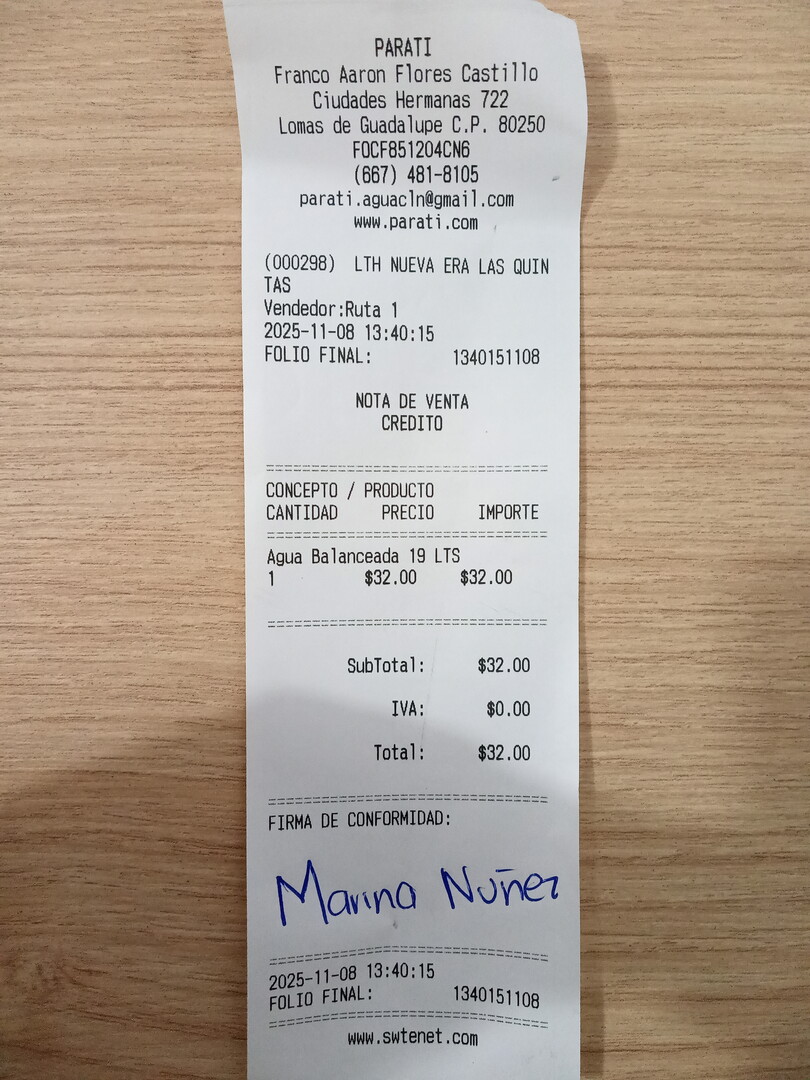 PARATI
Franco Aaron Flores Castillo
Ciudades Hermanas 722
Lomas de Guadalupe C.P. 80250
FOCF851204CN6
(667) 481-8105
parati.aguacln@gmail.com
www.parati.com
(000298) LTH NUEVA ERA LAS QUIN
TAS
Vendedor:Ruta 1
2025-11-08 13:40:15
FOLIO FINAL: 1340151108
NOTA DE VENTA
CREDITO
================================
CONCEPTO / PRODUCTO
CANTIDAD PRECIO IMPORTE
================================
Agua Balanceada 19 LTS
1 $32.00 $32.00
================================
SubTotal: $32.00
IVA: $0.00
Total: $32.00
================================
FIRMA DE CONFORMIDAD:
Marina Nuñez
================================
2025-11-08 13:40:15
FOLIO FINAL: 1340151108
================================
www.swtenet.com